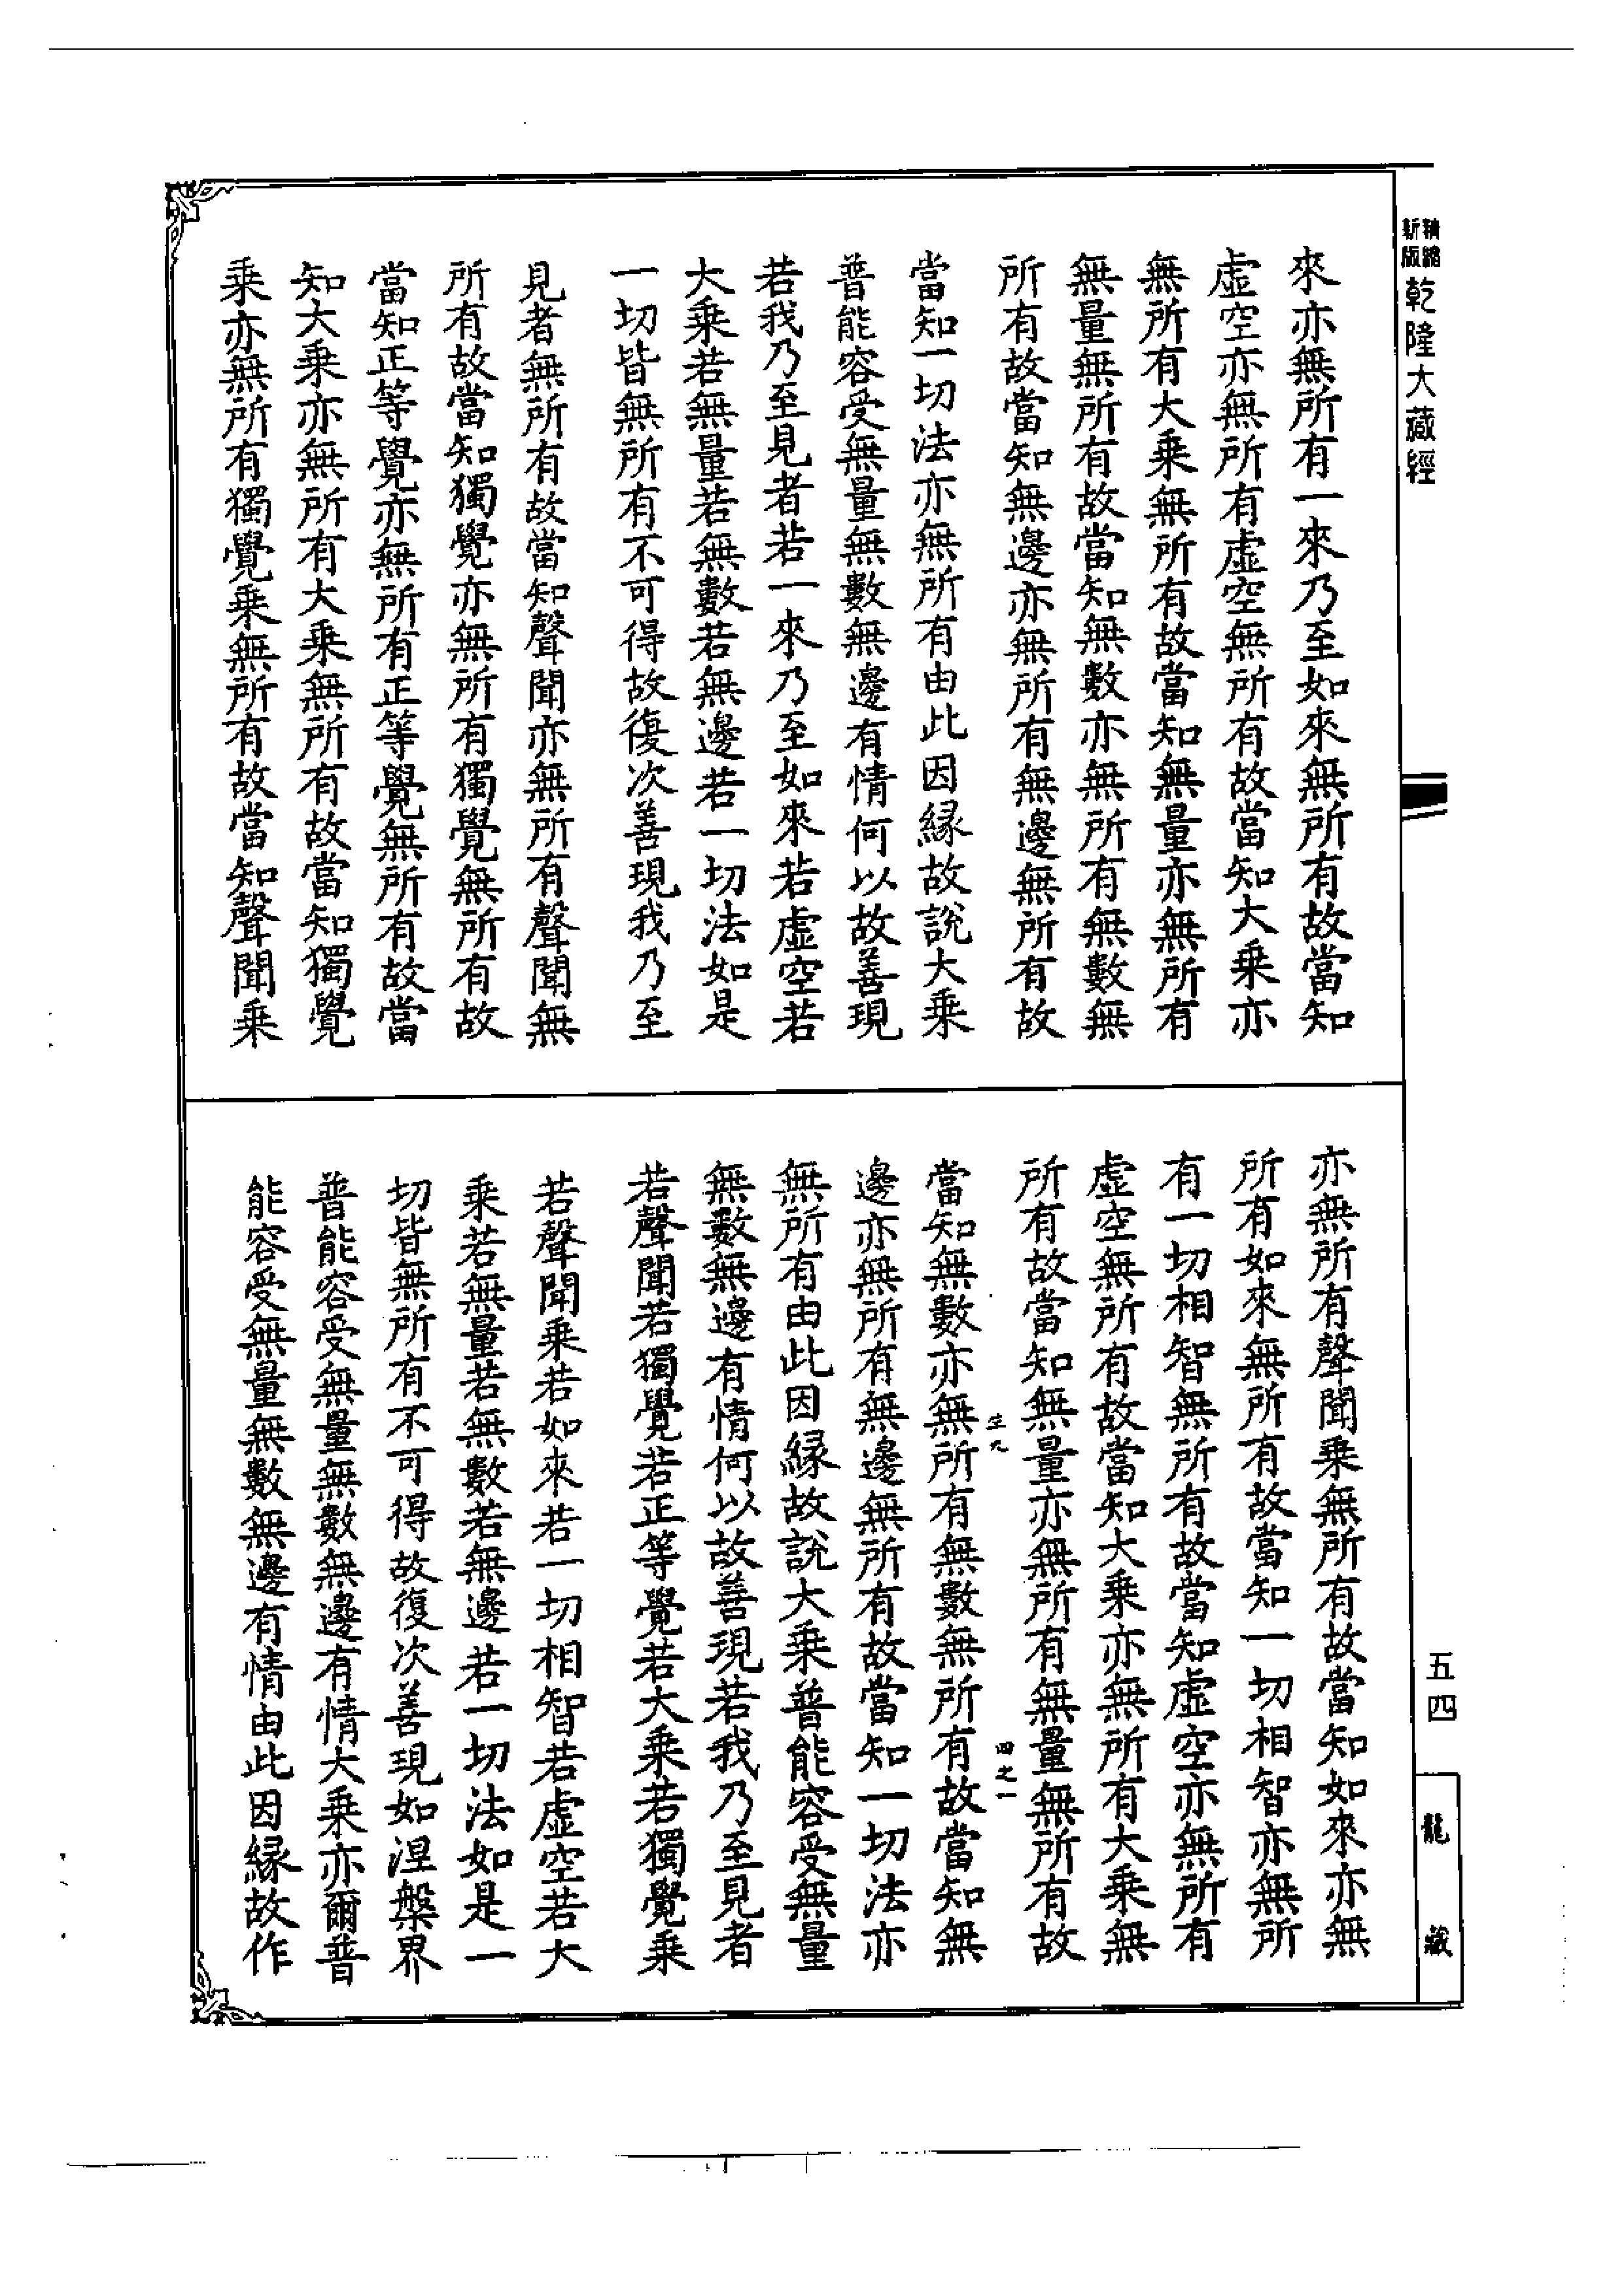 精縮新版乾隆大藏經
來亦無所有一來乃至如來無所有故當知
虛空亦無所有虛空無所有故當知大乘亦
無所有大乘無所有故當知無量亦無所有
無量無所有故當知無數亦無所有無數無
所有故當知無邊亦無所有無邊無所有故
當知一切法亦無所有由此因緣故說大乘
普能容受無量無數無邊有情何以故善現
若我乃至見者若一來乃至如來若虛空若
大乘若無量若無數若無邊若一切法如是
一切皆無所有不可得故復次善現我乃至
見者無所有故當知聲聞亦無所有聲聞無
所有故當知獨覺亦無所有獨覺無所有故
當知正等覺亦無所有正等覺無所有故當
知大乘亦無所有大乘無所有故當知獨覺
乘亦無所有獨覺乘無所有故當知聲聞乘
亦無所有聲聞乘無所有故當知如來亦無
所有如來無所有故當知一切相智亦無所
有一切相智無所有故當知虛空亦無所有
虛空無所有故當知大乘亦無所有大乘無
所有故當知無量亦無所有無量無所有故
當知無數亦無所有無數無所有故當知無
邊亦無所有無邊無所有故當知一切法亦
無所有由此因緣故說大乘普能容受無量
無數無邊有情何以故善現若我乃至見者
若聲聞若獨覺若正等覺若大乘若獨覺乘
若聲聞乘若如來若一切相智若虛空若大
乘若無量若無數若無邊若一切法如是一
切皆無所有不可得故復次善現如涅槃界
普能容受無量無數無邊有情大乘亦爾普
能容受無量無數無邊有情由此因緣故作
四之一
五四
龍藏